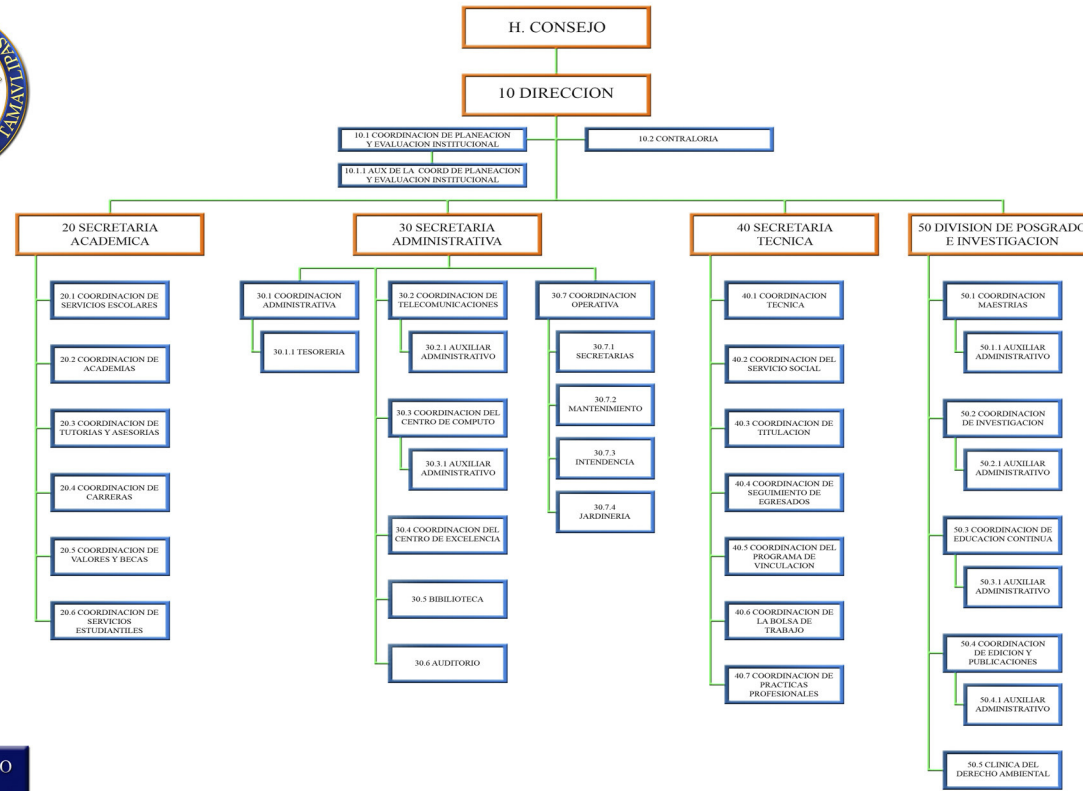 TAMAVLIPAS
H. CONSEJO
10 DIRECCION
10.1 COORDINACION DE PLANEACION
Y EVALUACION INSTITUCIONAL
10.2 CONTRALORIA
10.1.1 AUX DE LA COORD DE PLANEACION
Y EVALUACION INSTITUCIONAL
20 SECRETARIA
ACADEMICA
20.1 COORDINACION DE
SERVICIOS ESCOLARES
20.2 COORDINACION DE
ACADEMIAS
20.3 COORDINACION DE
TUTORIAS Y ASESORIAS
20.4 COORDINACION DE
CARRERAS
20.5 COORDINACION DE
VALORES Y BECAS
20.6 COORDINACION DE
SERVICIOS
ESTUDIANTILES
30 SECRETARIA
ADMINISTRATIVA
30.1 COORDINACION
ADMINISTRATIVA
30.1.1 TESORERIA
30.2 COORDINACION DE
TELECOMUNICACIONES
30.2.1 AUXILIAR
ADMINISTRATIVO
30.3 COORDINACION DEL
CENTRO DE COMPUTO
30.3.1 AUXILIAR
ADMINISTRATIVO
30.4 COORDINACION DEL
CENTRO DE EXCELENCIA
30.5 BIBILIOTECA
30.6 AUDITORIO
30.7 COORDINACION
OPERATIVA
30.7.1
SECRETARIAS
30.7.2
MANTENIMIENTO
30.7.3
INTENDENCIA
30.7.4
JARDINERIA
40 SECRETARIA
TECNICA
40.1 COORDINACION
TECNICA
40.2 COORDINACION DEL
SERVICIO SOCIAL
40.3 COORDINACION DE
TITULACION
40.4 COORDINACION DE
SEGUIMIENTO DE
EGRESADOS
40.5 COORDINACION DEL
PROGRAMA DE
VINCULACION
40.6 COORDINACION DE
LA BOLSA DE
TRABAJO
40.7 COORDINACION DE
PRACTICAS
PROFESIONALES
50 DIVISION DE POSGRADO
E INVESTIGACION
50.1 COORDINACION
MAESTRIAS
50.1.1 AUXILIAR
ADMINISTRATIVO
50.2 COORDINACION
DE INVESTIGACION
50.2.1 AUXILIAR
ADMINISTRATIVO
50.3 COORDINACION DE
EDUCACION CONTINUA
50.3.1 AUXILIAR
ADMINISTRATIVO
50.4 COORDINACION
DE EDICION Y
PUBLICACIONES
50.4.1 AUXILIAR
ADMINISTRATIVO
50.5 CLINICA DEL
DERECHO AMBIENTAL
O